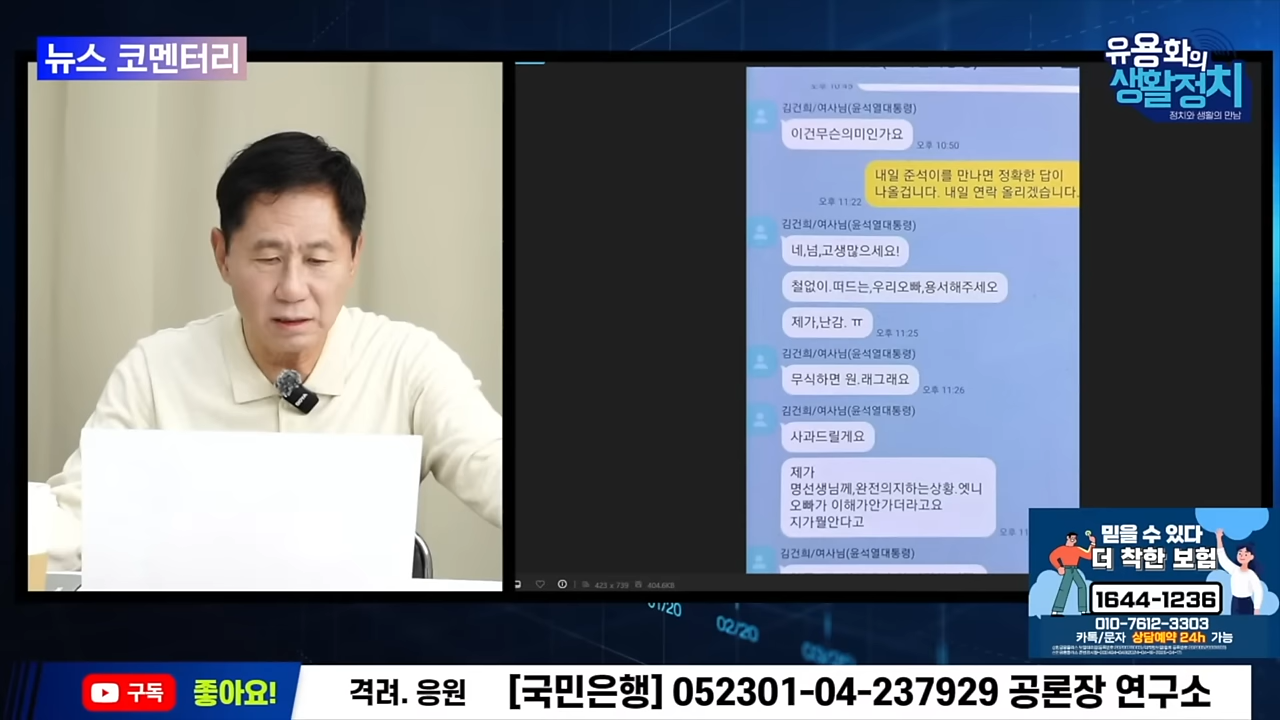 뉴스 코멘터리
유용화의
생활정치
정치와 생활의 만남
김건희/여사님(윤석열대통령)
이건무슨의미인가요
오후 10:50
내일 준석이를 만나면 정확한 답이
나올겁니다. 내일 연락 올리겠습니다.
오후 11:22
김건희/여사님(윤석열대통령)
네,넘,고생많으세요!
철없이.떠드는,우리오빠,용서해주세오
제가,난감. ㅠ
오후 11:25
김건희/여사님(윤석열대통령)
무식하면 원.래그래요
오후 11:26
김건희/여사님(윤석열대통령)
사과드릴게요
제가
명선생님께,완전의지하는상황.엣니
오빠가 이해가안가더라고요
지가뭘안다고
오후 11
김건희/여사님(윤석열대통령)
423 x 739
404.6KB
01/20
02/20
믿을 수 있다
더 착한 보험
1644-1236
010-7612-3303
카톡/문자 상담예약 24h 가능
구독
좋아요!
격려. 응원
[국민은행] 052301-04-237929 공론장 연구소